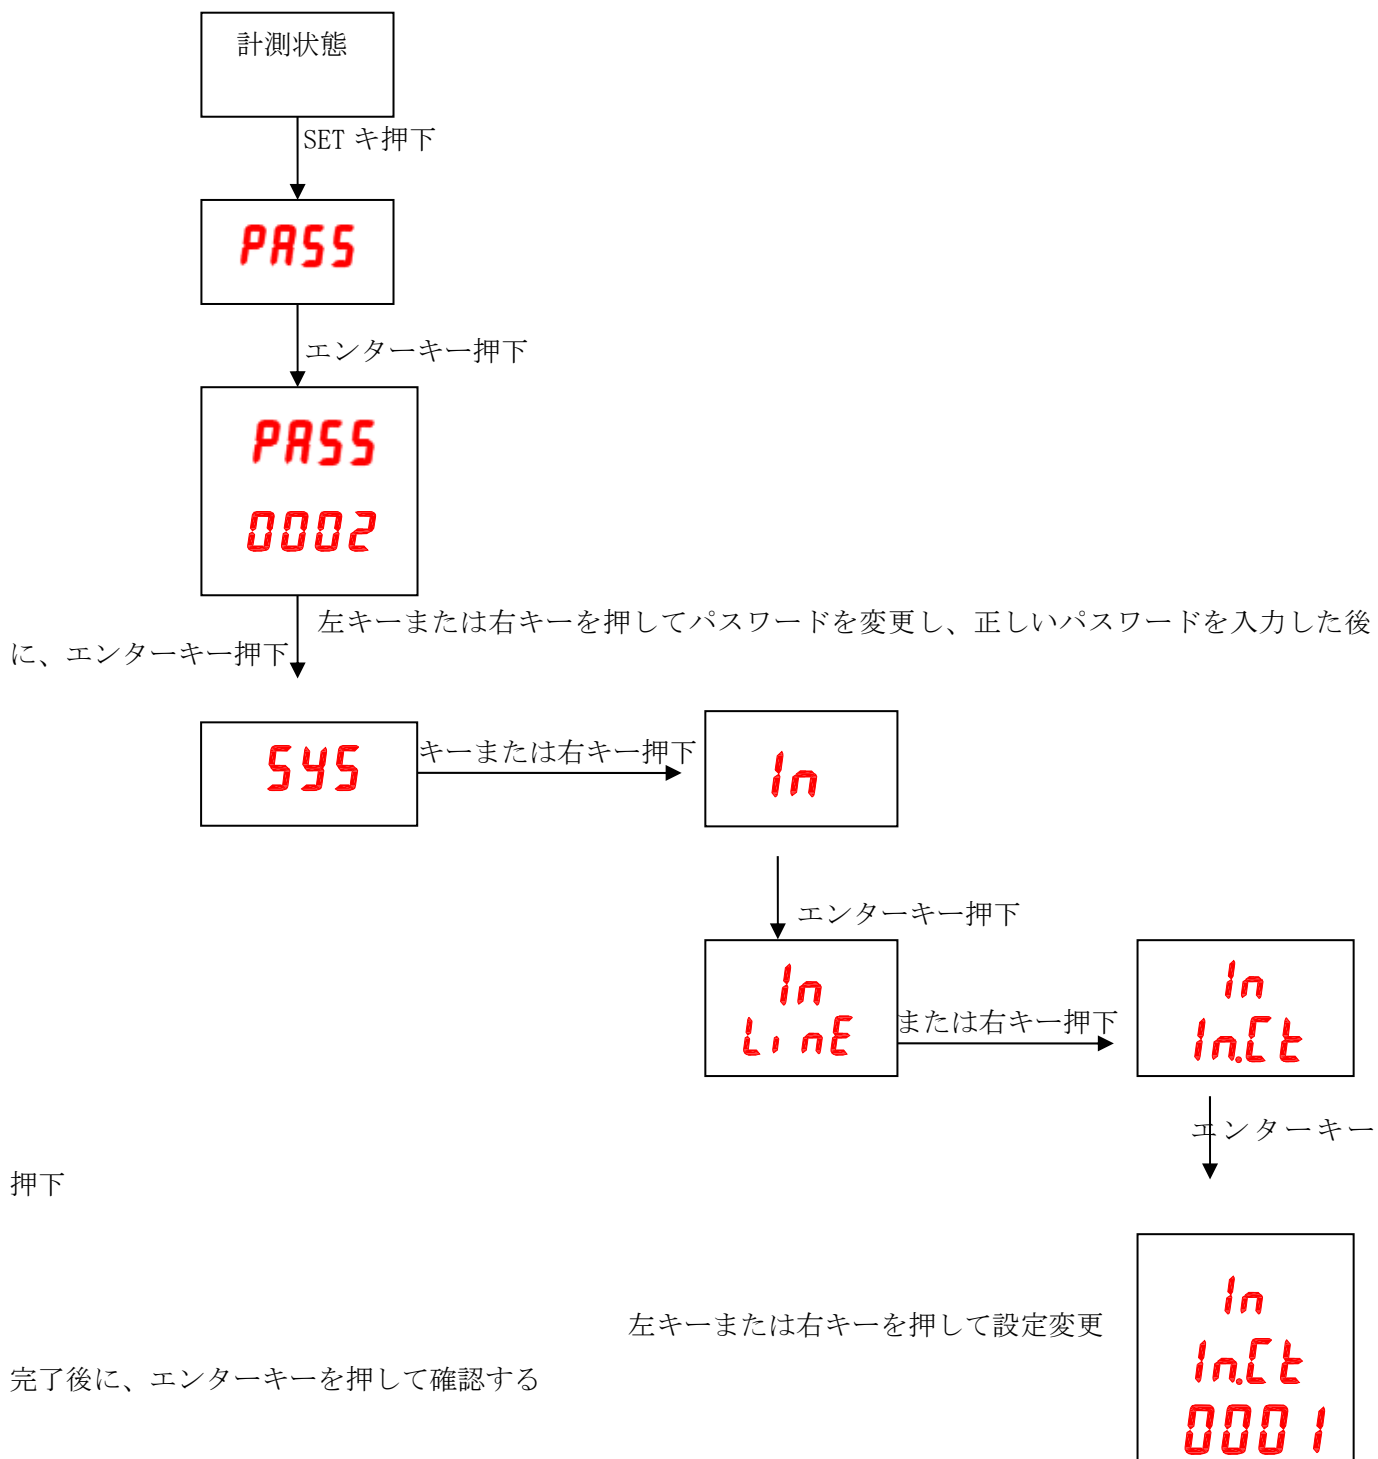 計測状態
SET キ押下
PASS
エンターキー押下
PASS
0002
左キーまたは右キーを押してパスワードを変更し、正しいパスワードを入力した後
に、エンターキー押下
SYS
キーまたは右キー押下
In
エンターキー押下
In
LinE
または右キー押下
In
In.Ct
エンターキー
押下
In
左キーまたは右キーを押して設定変更
In.Ct
完了後に、エンターキーを押して確認する
0001